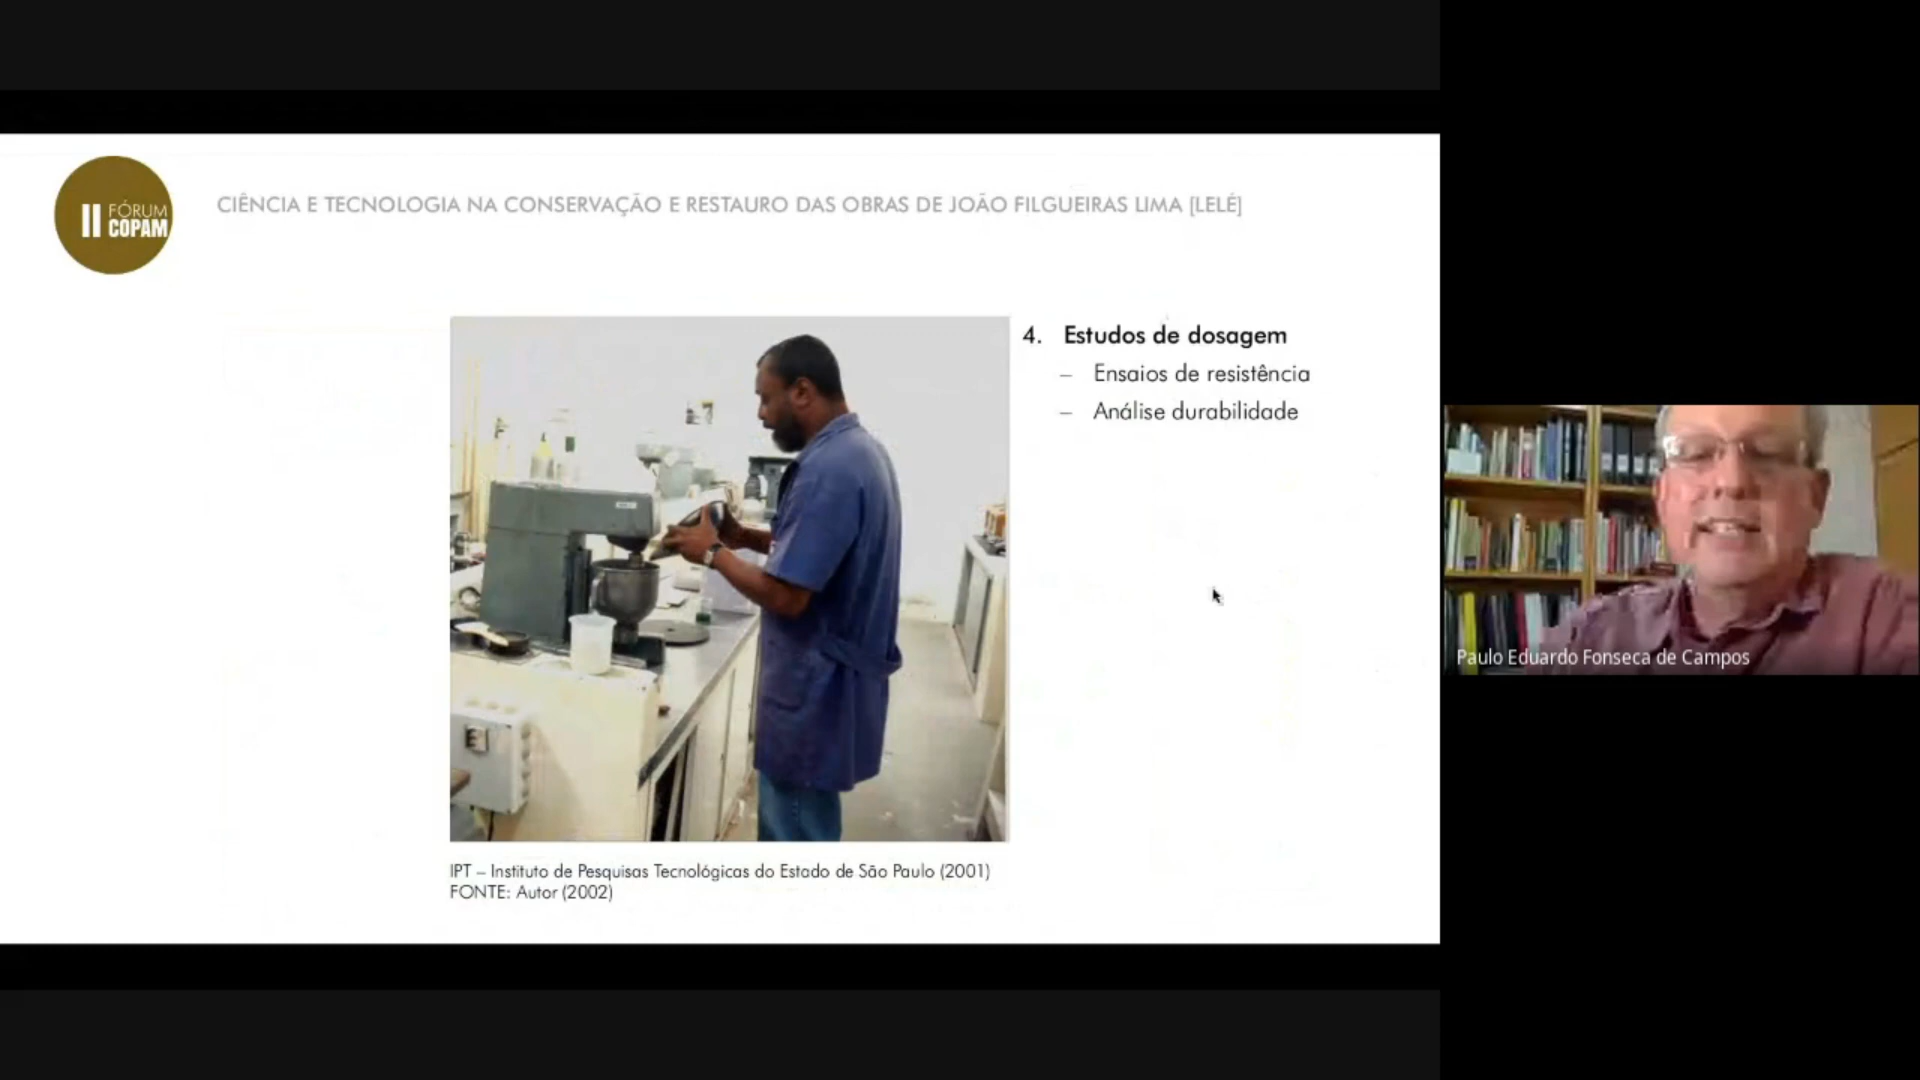 II FÓRUM
COPAM
CIÊNCIA E TECNOLOGIA NA CONSERVAÇÃO E RESTAURO DAS OBRAS DE JOÃO FILGUEIRAS LIMA [LELÉ]
4. Estudos de dosagem
– Ensaios de resistência
– Análise durabilidade
IPT – Instituto de Pesquisas Tecnológicas do Estado de São Paulo (2001)
FONTE: Autor (2002)
Paulo Eduardo Fonseca de Campos